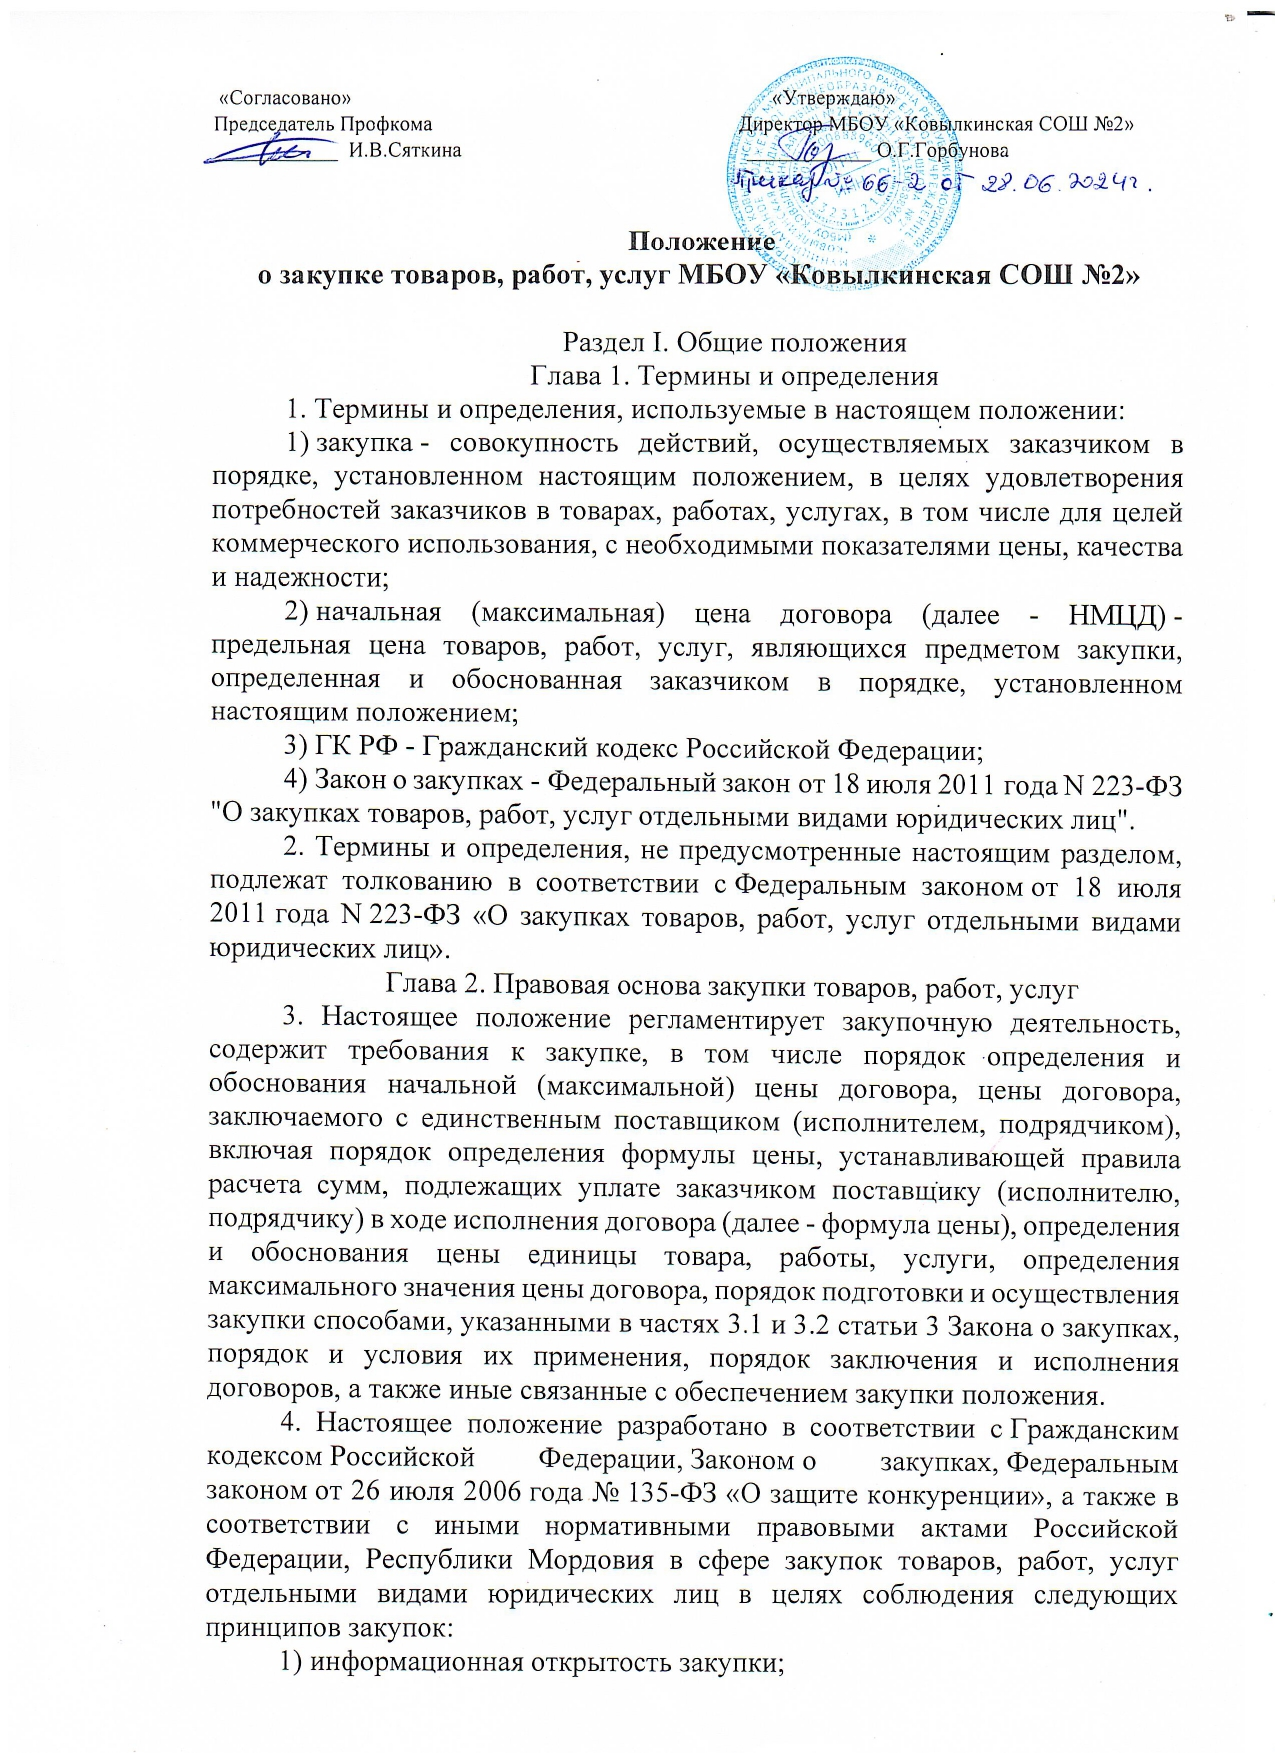 «Согласовано» «Утверждаю»
Председатель Профкома Директор МБОУ «Ковылкинская СОШ №2»
____________ И.В.Сяткина ____________ О.Г.Горбунова
Приказ № 66-2 от 28.06.2024г.
Положение
о закупке товаров, работ, услуг МБОУ «Ковылкинская СОШ №2»
Раздел I. Общие положения
Глава 1. Термины и определения
1. Термины и определения, используемые в настоящем положении:
1) закупка - совокупность действий, осуществляемых заказчиком в
порядке, установленном настоящим положением, в целях удовлетворения
потребностей заказчиков в товарах, работах, услугах, в том числе для целей
коммерческого использования, с необходимыми показателями цены, качества
и надежности;
2) начальная (максимальная) цена договора (далее - НМЦД) -
предельная цена товаров, работ, услуг, являющихся предметом закупки,
определенная и обоснованная заказчиком в порядке, установленном
настоящим положением;
3) ГК РФ - Гражданский кодекс Российской Федерации;
4) Закон о закупках - Федеральный закон от 18 июля 2011 года N 223-ФЗ
"О закупках товаров, работ, услуг отдельными видами юридических лиц".
2. Термины и определения, не предусмотренные настоящим разделом,
подлежат толкованию в соответствии с Федеральным законом от 18 июля
2011 года N 223-ФЗ «О закупках товаров, работ, услуг отдельными видами
юридических лиц».
Глава 2. Правовая основа закупки товаров, работ, услуг
3. Настоящее положение регламентирует закупочную деятельность,
содержит требования к закупке, в том числе порядок определения и
обоснования начальной (максимальной) цены договора, цены договора,
заключаемого с единственным поставщиком (исполнителем, подрядчиком),
включая порядок определения формулы цены, устанавливающей правила
расчета сумм, подлежащих уплате заказчиком поставщику (исполнителю,
подрядчику) в ходе исполнения договора (далее - формула цены), определения
и обоснования цены единицы товара, работы, услуги, определения
максимального значения цены договора, порядок подготовки и осуществления
закупки способами, указанными в частях 3.1 и 3.2 статьи 3 Закона о закупках,
порядок и условия их применения, порядок заключения и исполнения
договоров, а также иные связанные с обеспечением закупки положения.
4. Настоящее положение разработано в соответствии с Гражданским
кодексом Российской Федерации, Законом о закупках, Федеральным
законом от 26 июля 2006 года № 135-ФЗ «О защите конкуренции», а также в
соответствии с иными нормативными правовыми актами Российской
Федерации, Республики Мордовия в сфере закупок товаров, работ, услуг
отдельными видами юридических лиц в целях соблюдения следующих
принципов закупок:
1) информационная открытость закупки;